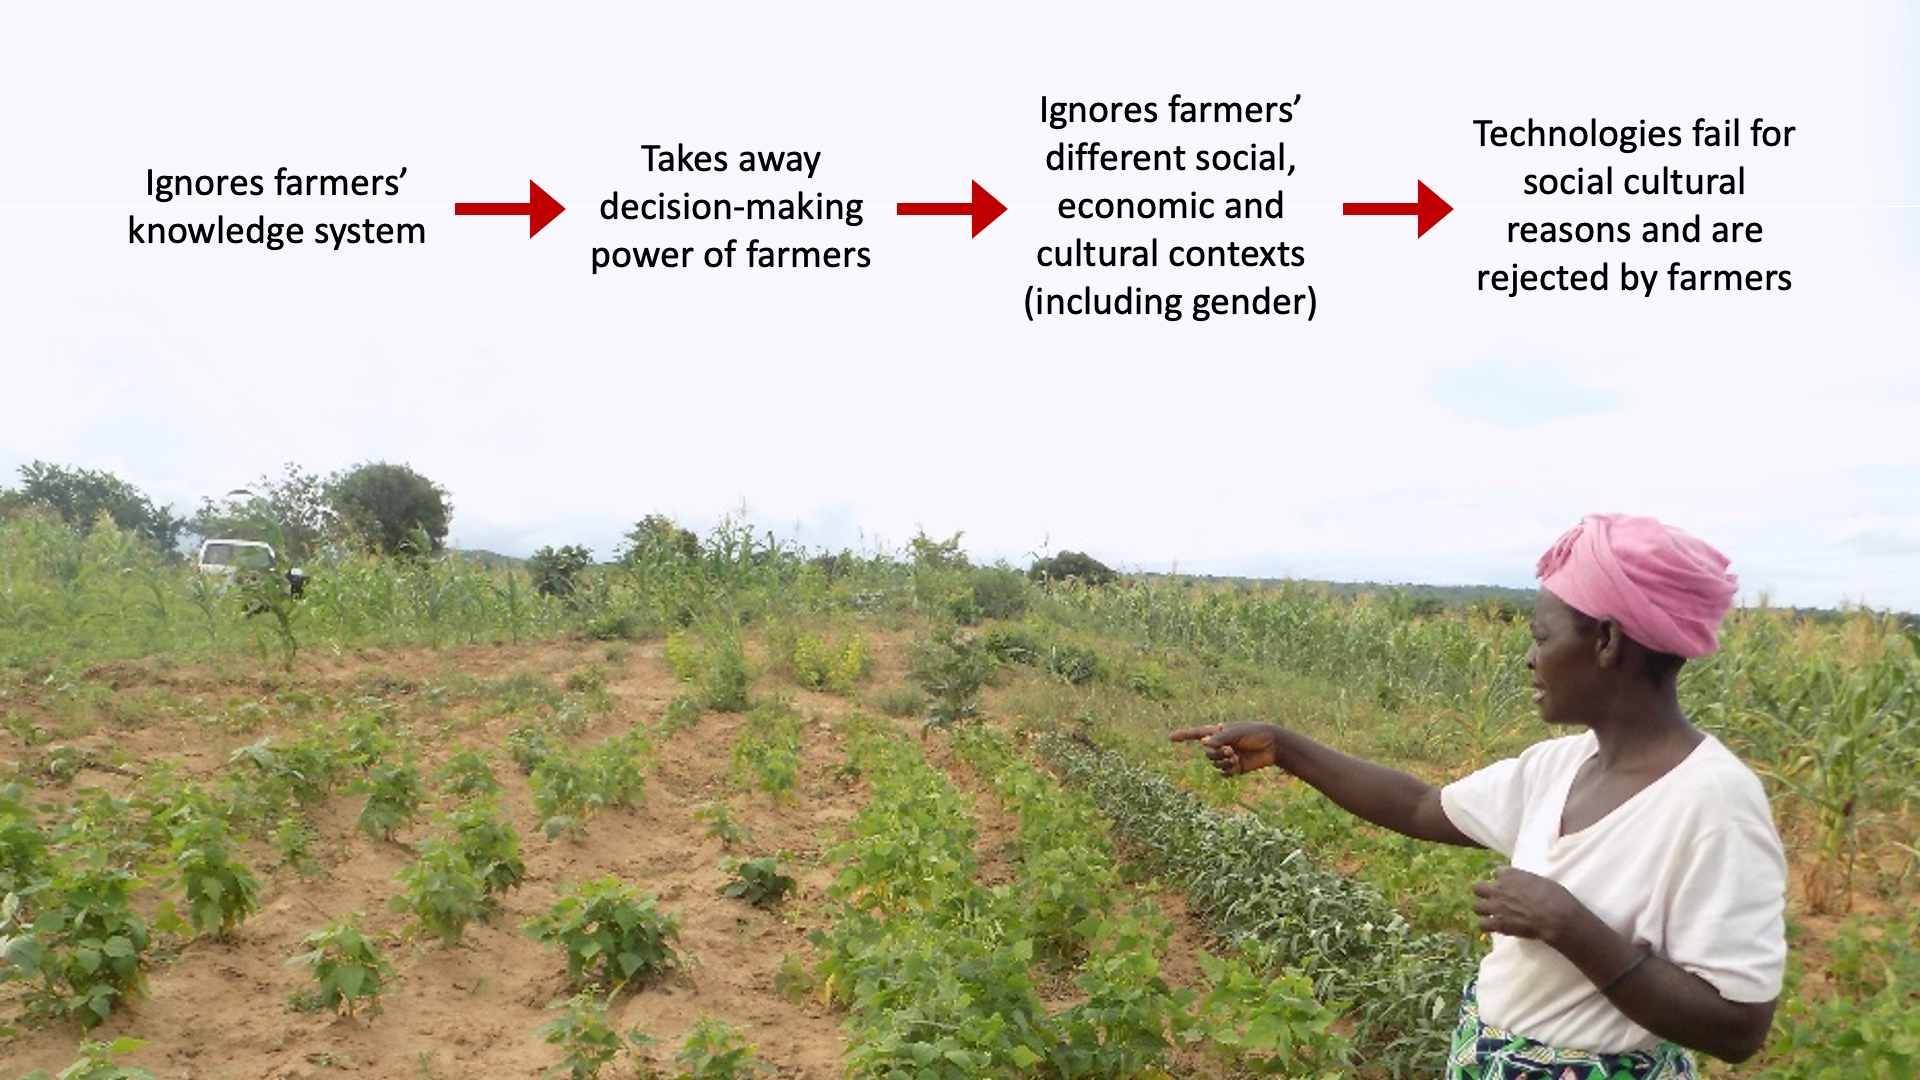 Ignores farmers’
knowledge system
Takes away
decision-making
power of farmers
Ignores farmers’
different social,
economic and
cultural contexts
(including gender)
Technologies fail for
social cultural
reasons and are
rejected by farmers